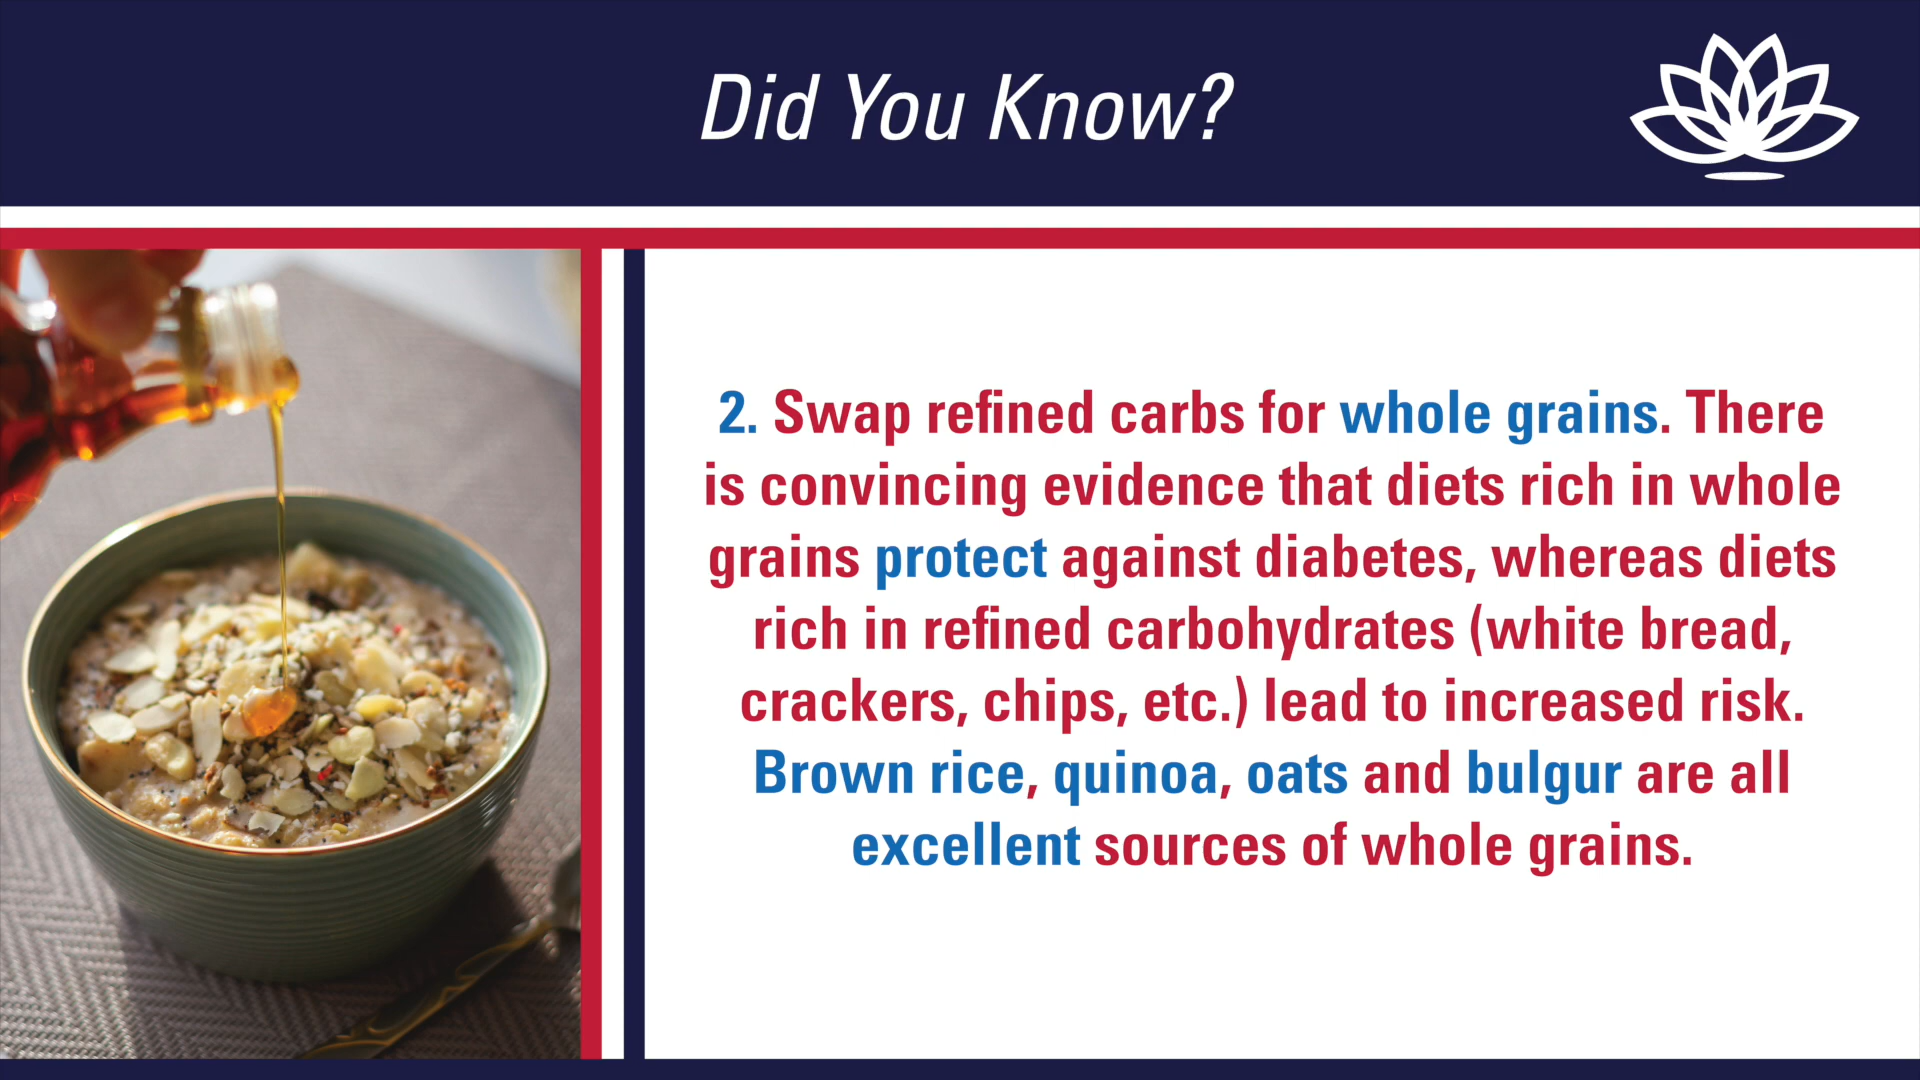 Did You Know?
2. Swap refined carbs for whole grains. There
is convincing evidence that diets rich in whole
grains protect against diabetes, whereas diets
rich in refined carbohydrates (white bread,
crackers, chips, etc.) lead to increased risk.
Brown rice, quinoa, oats and bulgur are all
excellent sources of whole grains.